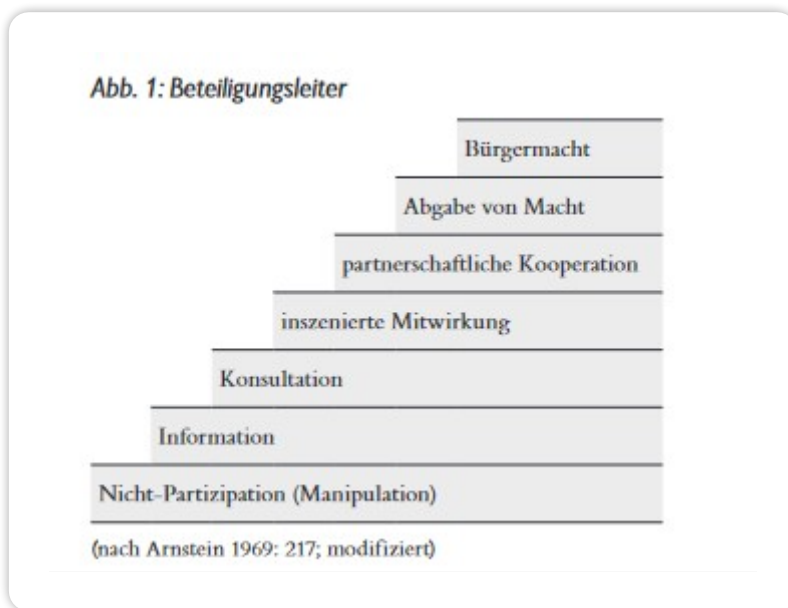 Abb. 1: Beteiligungsleiter
Bürgermacht
Abgabe von Macht
partnerschaftliche Kooperation
inszenierte Mitwirkung
Konsultation
Information
Nicht-Partizipation (Manipulation)
(nach Arnstein 1969: 217; modifiziert)